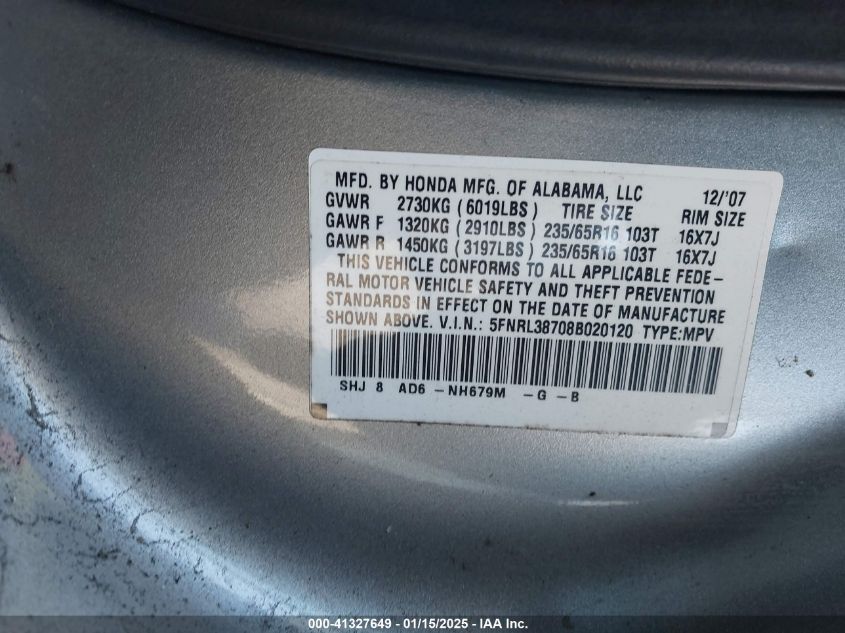 MFD. BY HONDA MFG. OF ALABAMA, LLC 12/'07
GVWR 2730KG (6019LBS) TIRE SIZE RIM SIZE
GAWR F 1320KG (2910LBS) 235/65R16 103T 16X7J
GAWR R 1450KG (3197LBS) 235/65R16 103T 16X7J
THIS VEHICLE CONFORMS TO ALL APPLICABLE FEDE-
RAL MOTOR VEHICLE SAFETY AND THEFT PREVENTION
STANDARDS IN EFFECT ON THE DATE OF MANUFACTURE
SHOWN ABOVE. V.I.N.: 5FNRL38708B020120 TYPE:MPV
SHJ 8 AD6 -NH679M -G -B
000-41327649 - 01/15/2025 - IAA Inc.